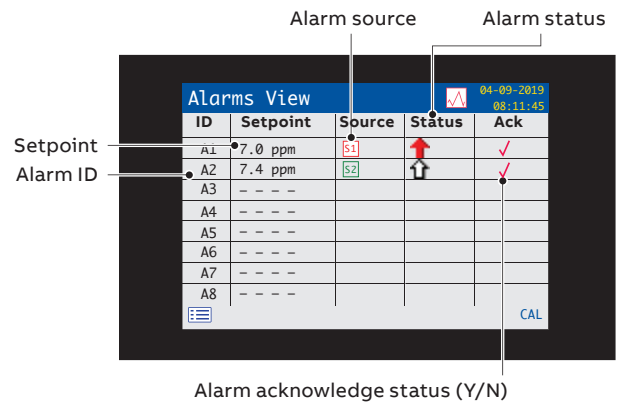 Alarm source Alarm status
Alarms View 04-09-2019
08:11:45
ID Setpoint Source Status Ack
Setpoint
A1 7.0 ppm S1 ✓
Alarm ID
A2 7.4 ppm S2 ✓
A3 – – – –
A4 – – – –
A5 – – – –
A6 – – – –
A7 – – – –
A8 – – – –
CAL
Alarm acknowledge status (Y/N)